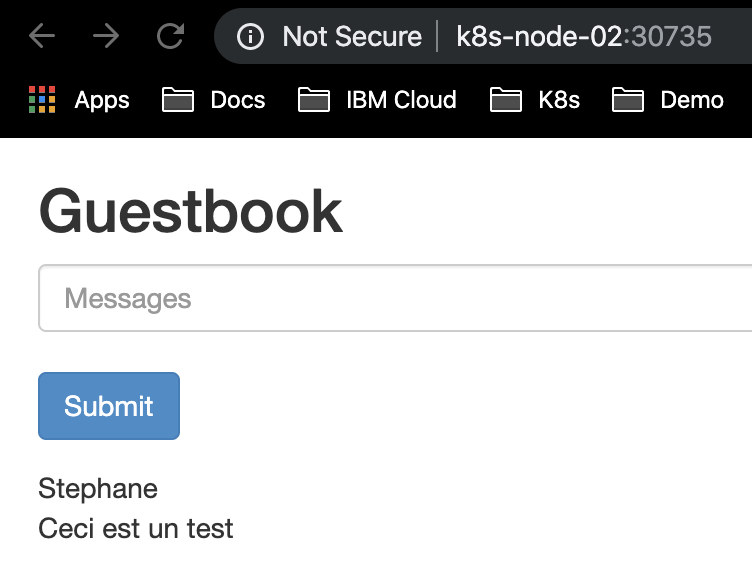 Not Secure k8s-node-02:30735
Apps Docs IBM Cloud K8s Demo
Guestbook
Messages
Submit
Stephane
Ceci est un test